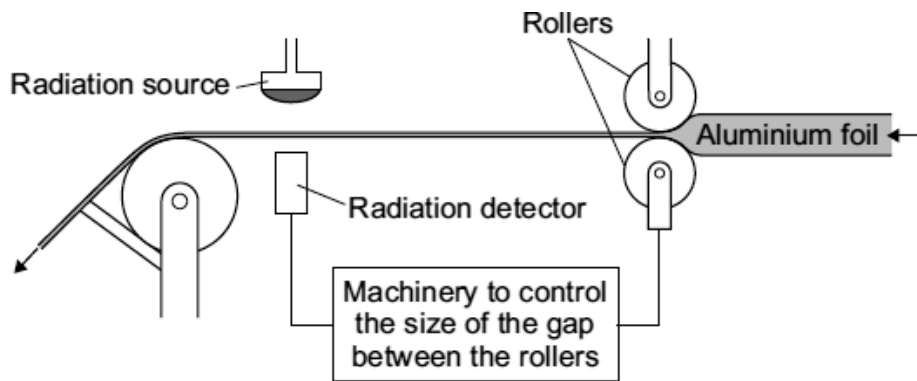 Rollers
Radiation source
Aluminium foil
Radiation detector
Machinery to control
the size of the gap
between the rollers